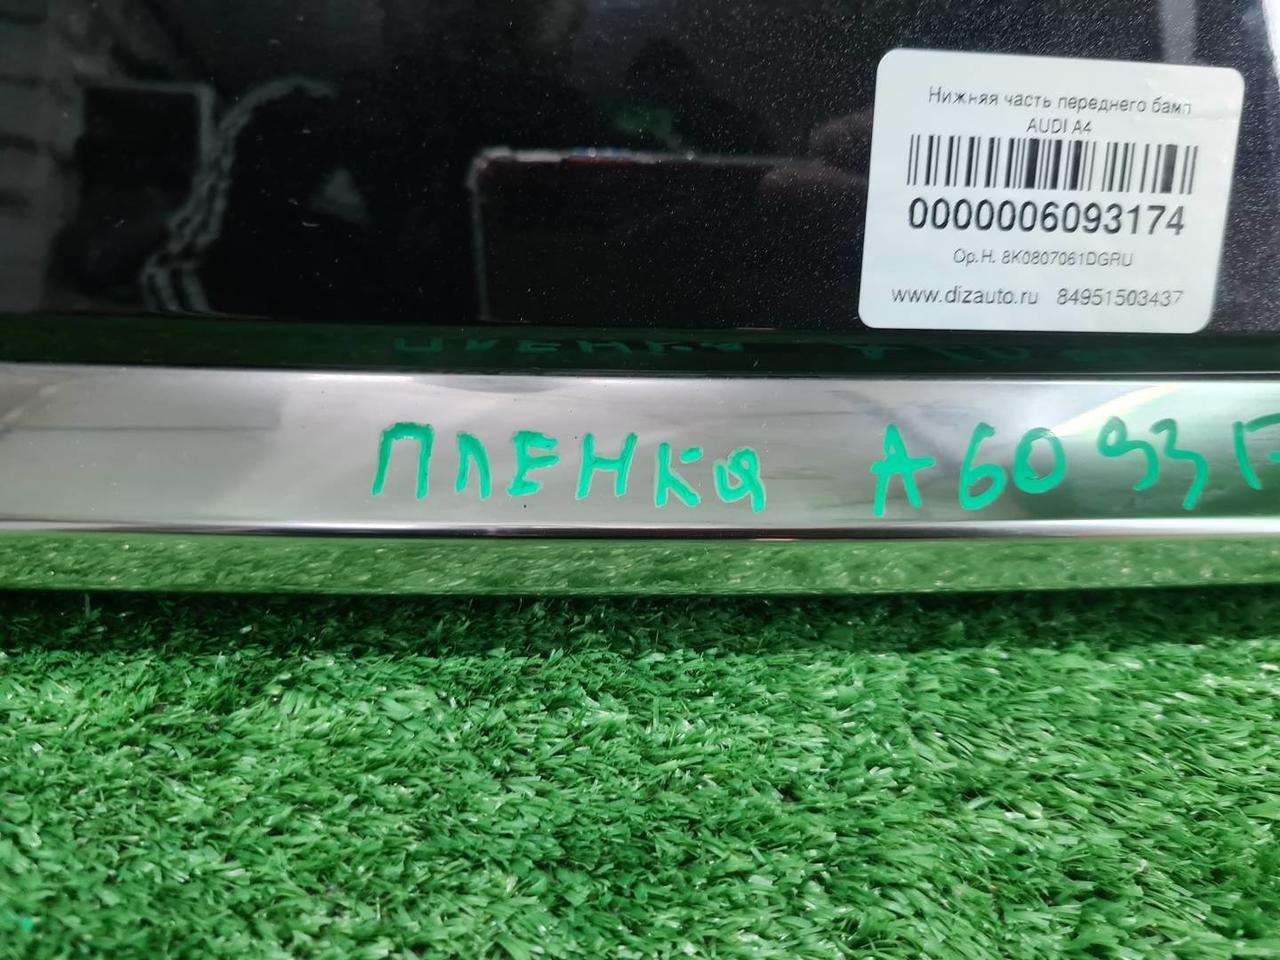 Нижняя часть переднего бамп
AUDI A4
0000006093174
Ор.Н. 8K0807061DGRU
www.dizauto.ru 84951503437
ПЛЕНКА А6093